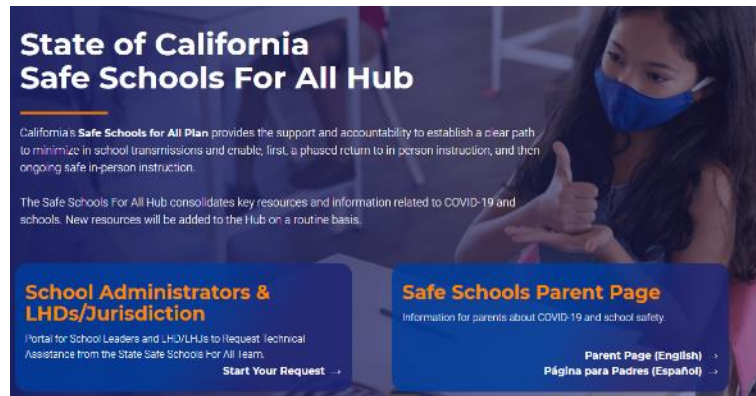 State of California
Safe Schools For All Hub
California's Safe Schools for All Plan provides the support and accountability to establish a clear path
to minimize in school transmissions and enable, first, a phased return to in person instruction, and then
ongoing safe in-person instruction.
The Safe Schools For All Hub consolidates key resources and information related to COVID-19 and
schools. New resources will be added to the Hub on a routine basis.
School Administrators &
LHDs/Jurisdiction
Portal for School Leaders and LHD/LHJs to Request Technical
Assistance from the State Safe Schools For All Team.
Start Your Request →
Safe Schools Parent Page
Information for parents about COVID-19 and school safety.
Parent Page (English) →
Página para Padres (Español) →